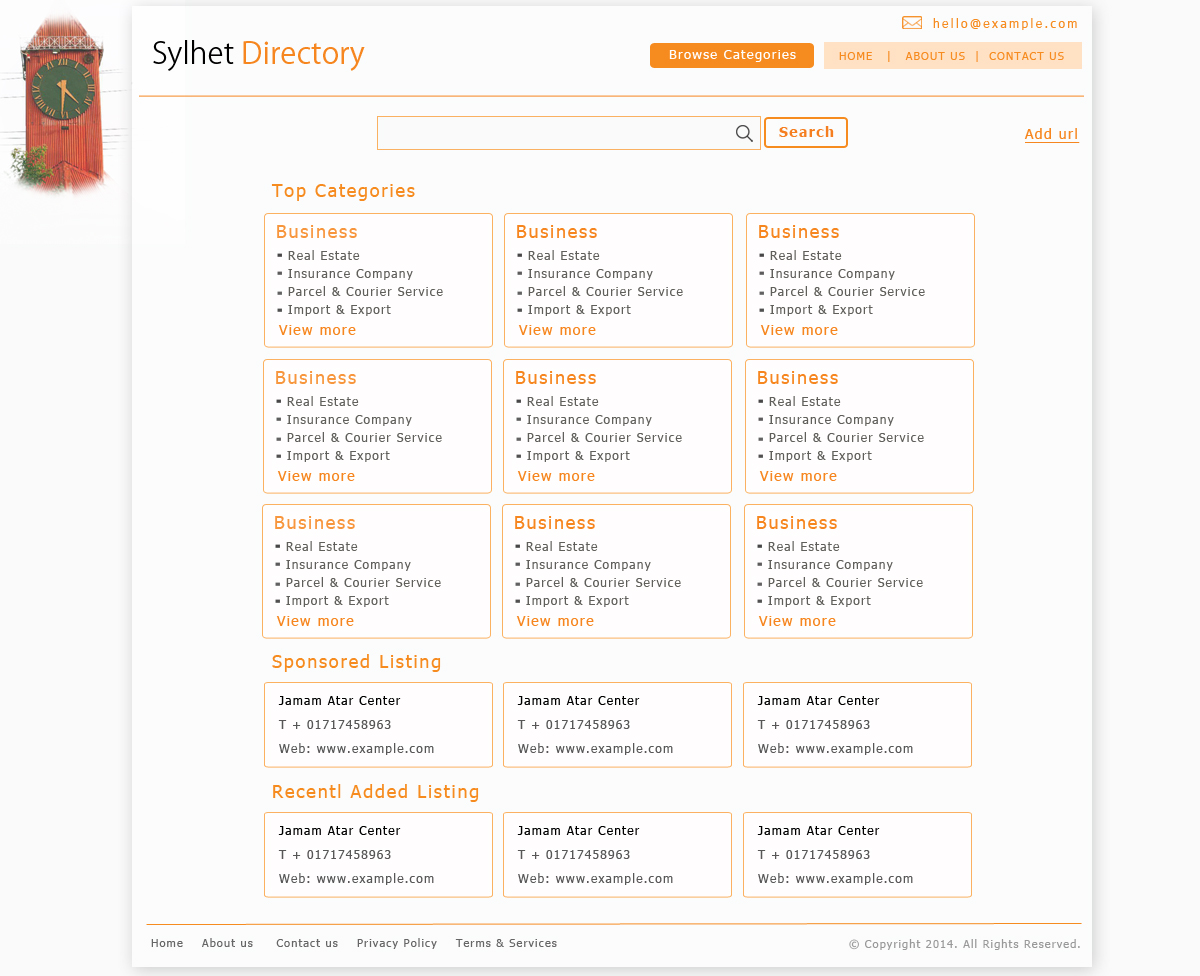 hello@example.com
Sylhet Directory
Browse Categories
HOME | ABOUT US | CONTACT US
Search
Add url
Top Categories
Business
Real Estate
Insurance Company
Parcel & Courier Service
Import & Export
View more
Business
Real Estate
Insurance Company
Parcel & Courier Service
Import & Export
View more
Business
Real Estate
Insurance Company
Parcel & Courier Service
Import & Export
View more
Business
Real Estate
Insurance Company
Parcel & Courier Service
Import & Export
View more
Business
Real Estate
Insurance Company
Parcel & Courier Service
Import & Export
View more
Business
Real Estate
Insurance Company
Parcel & Courier Service
Import & Export
View more
Business
Real Estate
Insurance Company
Parcel & Courier Service
Import & Export
View more
Business
Real Estate
Insurance Company
Parcel & Courier Service
Import & Export
View more
Business
Real Estate
Insurance Company
Parcel & Courier Service
Import & Export
View more
Sponsored Listing
Jamam Atar Center
T + 01717458963
Web: www.example.com
Jamam Atar Center
T + 01717458963
Web: www.example.com
Jamam Atar Center
T + 01717458963
Web: www.example.com
Recentl Added Listing
Jamam Atar Center
T + 01717458963
Web: www.example.com
Jamam Atar Center
T + 01717458963
Web: www.example.com
Jamam Atar Center
T + 01717458963
Web: www.example.com
Home About us Contact us Privacy Policy Terms & Services
© Copyright 2014. All Rights Reserved.